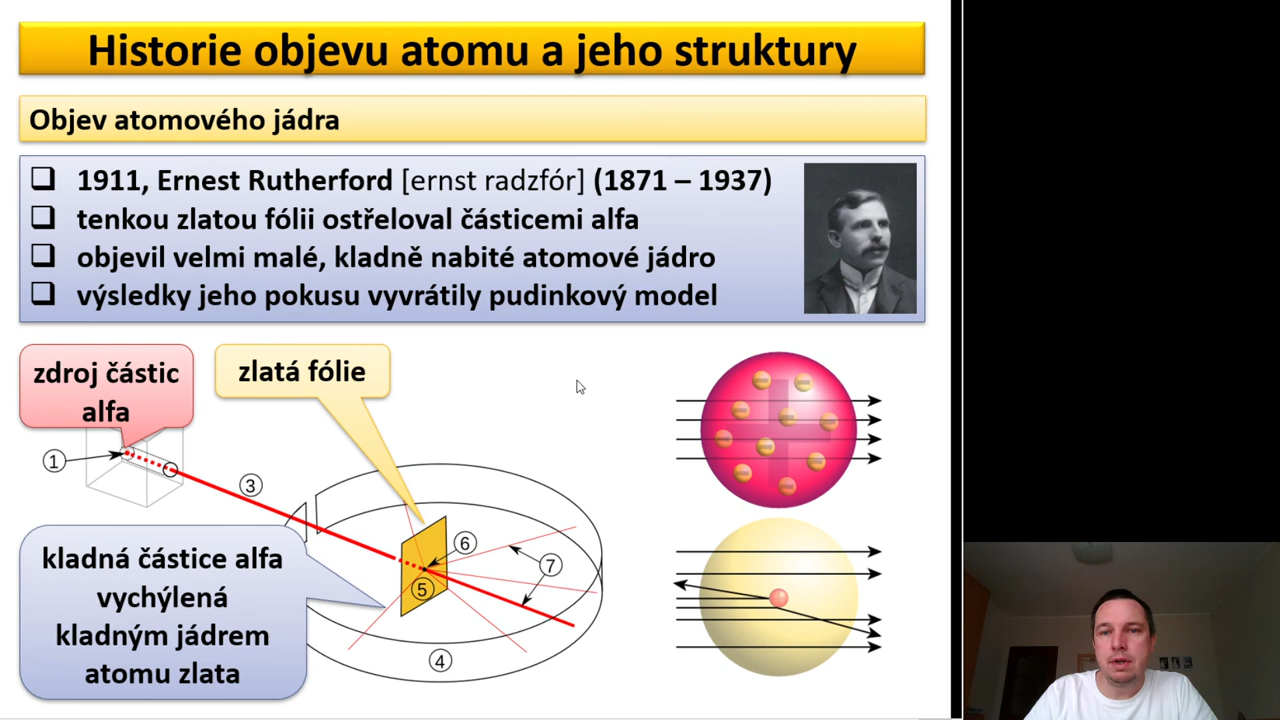 Historie objevu atomu a jeho struktury
Objev atomového jádra
1911, Ernest Rutherford [ernst radzfór] (1871 – 1937)
tenkou zlatou fólii ostřeloval částicemi alfa
objevil velmi malé, kladně nabité atomové jádro
výsledky jeho pokusu vyvrátily pudinkový model
zdroj částic
alfa
zlatá fólie
1
3
6
7
5
4
kladná částice alfa
vychýlená
kladným jádrem
atomu zlata